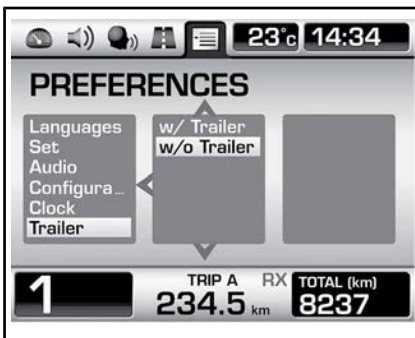 23°c 14:34
PREFERENCES
Languages
Set
Audio
Configura...
Clock
Trailer
w/ Trailer
w/o Trailer
1
TRIP A
234.5 km
RX
TOTAL (km)
8237